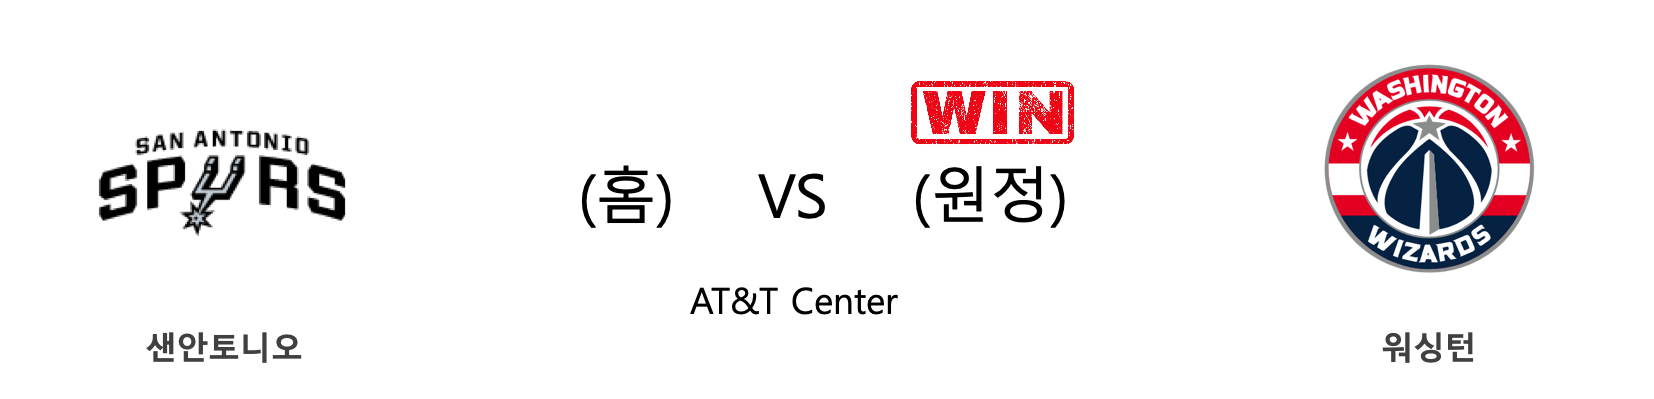 SAN ANTONIO
SPURS
WIN
(홈) VS (원정)
AT&T Center
샌안토니오
WASHINGTON
WIZARDS
워싱턴